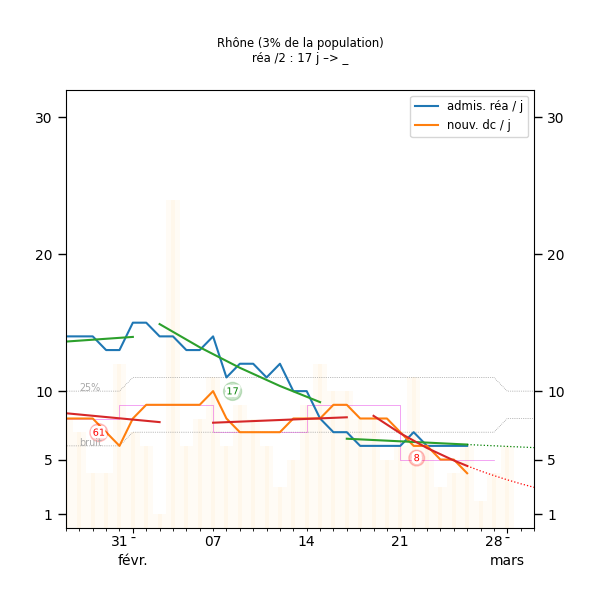 Rhône (3% de la population)
réa /2 : 17 j –> _
admis. réa / j
nouv. dc / j
30 30
20 20
25%
10 17 10
61
bruit
5 8 5
1 1
31 - 07 14 21 28 -
févr. mars